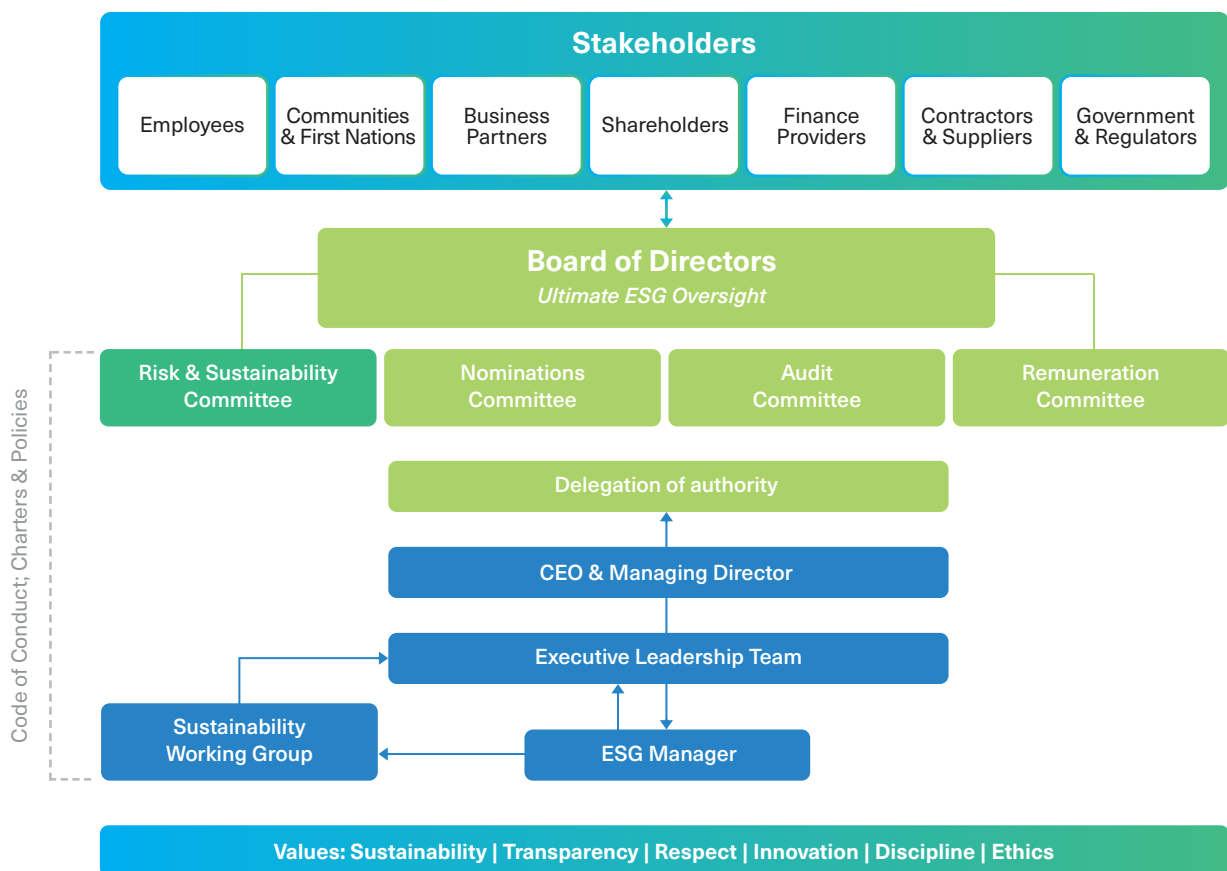 Stakeholders
Employees
Communities
& First Nations
Business
Partners
Shareholders
Finance
Providers
Contractors
& Suppliers
Government
& Regulators
Board of Directors
Ultimate ESG Oversight
Code of Conduct; Charters & Policies
Risk & Sustainability
Committee
Nominations
Committee
Audit
Committee
Remuneration
Committee
Delegation of authority
CEO & Managing Director
Executive Leadership Team
Sustainability
Working Group
ESG Manager
Values: Sustainability | Transparency | Respect | Innovation | Discipline | Ethics